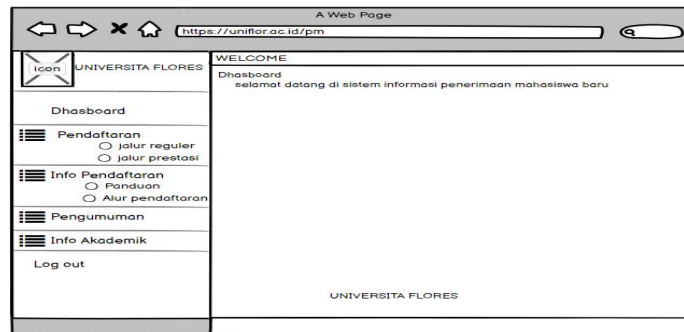 A Web Page
https://uniflor.ac.id/pm
icon
UNIVERSITA FLORES
Dhasboard
Pendaftaran
jalur reguler
jalur prestasi
Info Pendaftaran
Panduan
Alur pendaftaran
Pengumuman
Info Akademik
Log out
WELCOME
Dhasboard
selamat datang di sistem informasi penerimaan mahasiswa baru
UNIVERSITA FLORES